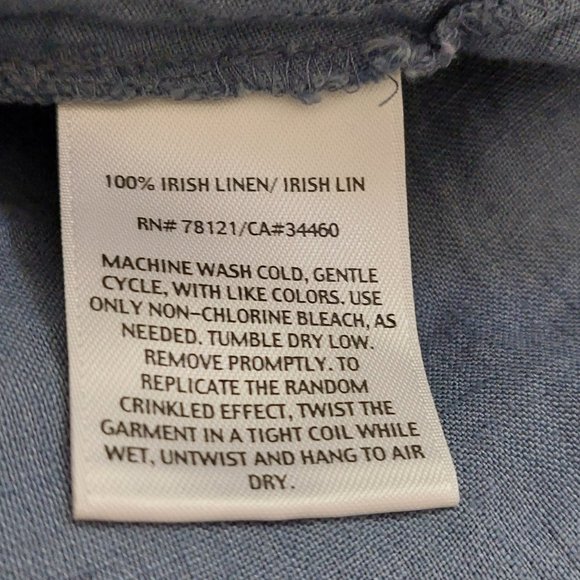 100% IRISH LINEN/ IRISH LIN
RN# 78121/CA#34460
MACHINE WASH COLD, GENTLE
CYCLE, WITH LIKE COLORS. USE
ONLY NON-CHLORINE BLEACH, AS
NEEDED. TUMBLE DRY LOW.
REMOVE PROMPTLY. TO
REPLICATE THE RANDOM
CRINKLED EFFECT, TWIST THE
GARMENT IN A TIGHT COIL WHILE
WET, UNTWIST AND HANG TO AIR
DRY.